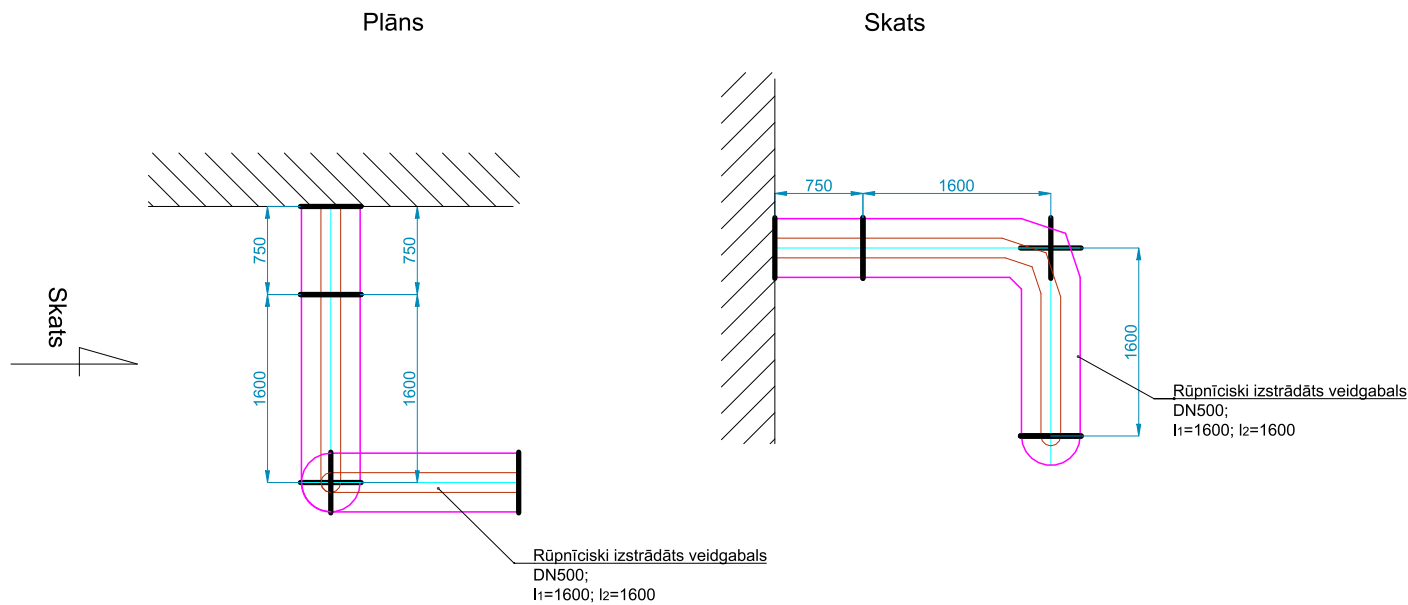 Plāns
Skats
750
1600
750
1600
Skats
Rūpnīciski izstrādāts veidgabals
DN500;
l1=1600; l2=1600
750
1600
1600
Rūpnīciski izstrādāts veidgabals
DN500;
l1=1600; l2=1600